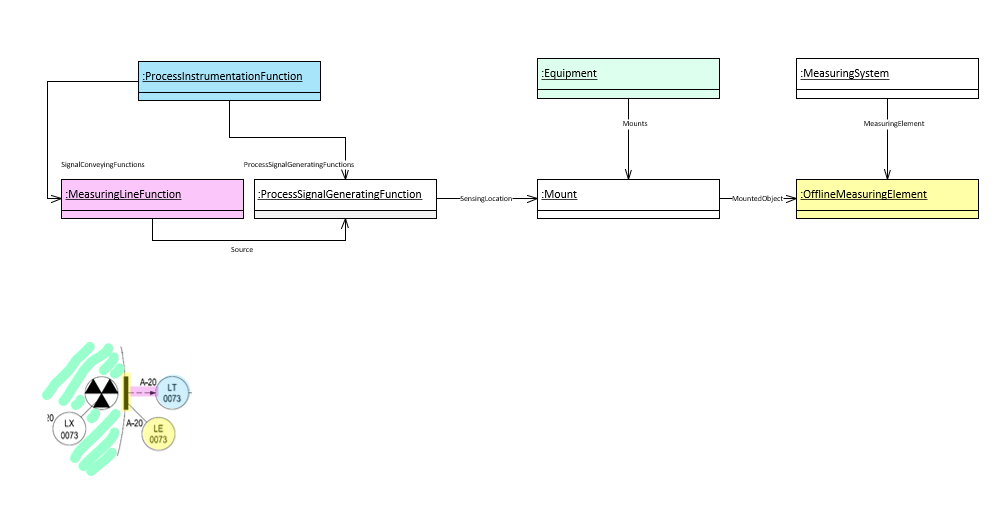 :ProcessInstrumentationFunction
:Equipment
:MeasuringSystem
Mounts
MeasuringElement
SignalConveyingFunctions
ProcessSignalGeneratingFunctions
:MeasuringLineFunction
:ProcessSignalGeneratingFunction
SensingLocation
:Mount
MountedObject
:OfflineMeasuringElement
Source
A-20
LT
0073
20
LX
0073
A-20
LE
0073